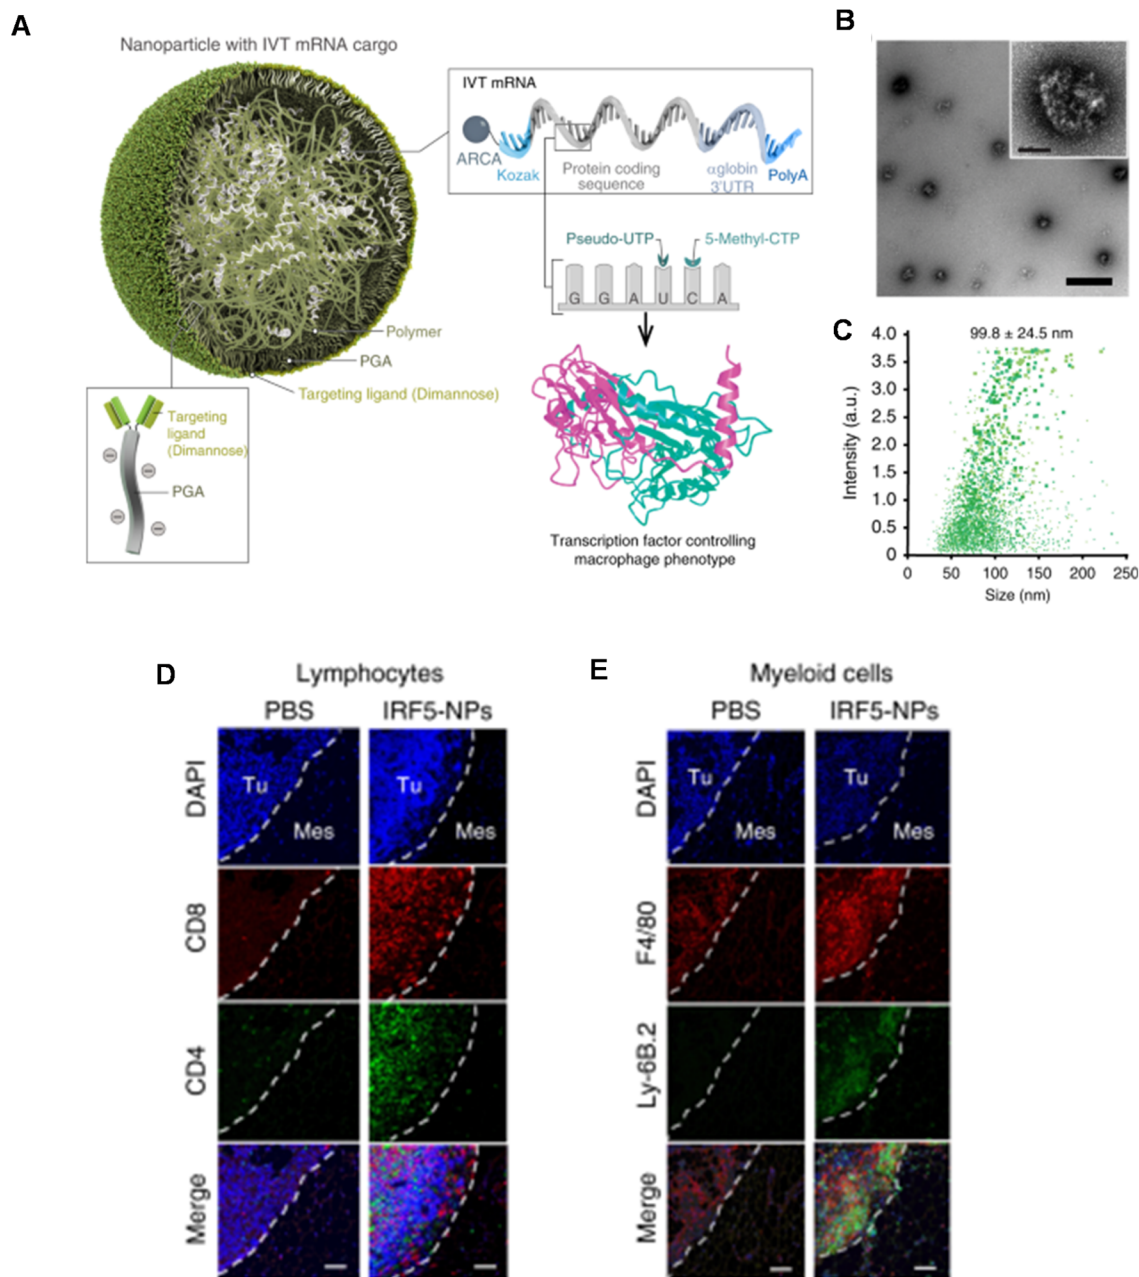 A
Nanoparticle with IVT mRNA cargo
IVT mRNA
ARCA
Kozak
Protein coding
sequence
αglobin
3'UTR
PolyA
Pseudo-UTP
5-Methyl-CTP
G G A U C A
Polymer
PGA
Targeting ligand (Dimannose)
Targeting
ligand
(Dimannose)
PGA
Transcription factor controlling
macrophage phenotype
B
C
99.8 ± 24.5 nm
Intensity (a.u.)
4.0
3.5
3.0
2.5
2.0
1.5
1.0
0.5
0
0 50 100 150 200 250
Size (nm)
D
Lymphocytes
PBS IRF5-NPs
DAPI
Tu
Mes
Tu
Mes
CD8
CD4
Merge
E
Myeloid cells
PBS IRF5-NPs
DAPI
Tu
Mes
Tu
Mes
F4/80
Ly-6B.2
Merge